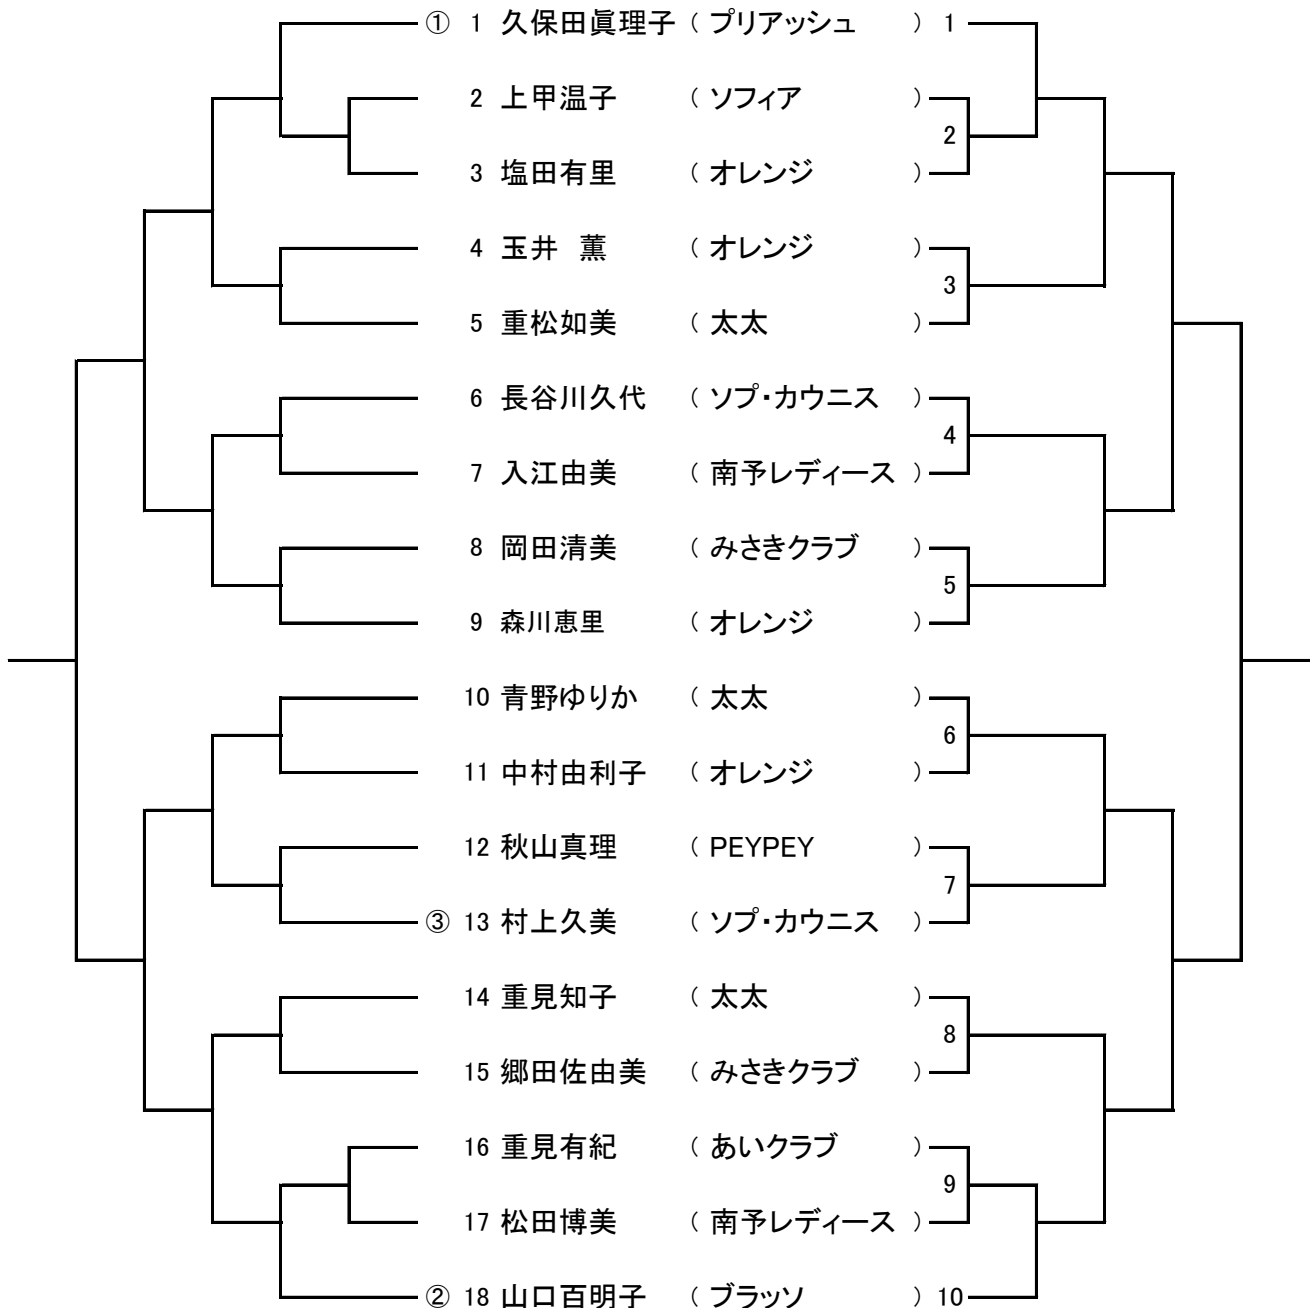 ① 1 久保田眞理子 ( プリアッシュ ) 1
2 上甲温子 ( ソフィア )
2
3 塩田有里 ( オレンジ )
4 玉井　薫 ( オレンジ )
3
5 重松如美 ( 太太 )
6 長谷川久代 ( ソプ・カウニス )
4
7 入江由美 ( 南予レディース )
8 岡田清美 ( みさきクラブ )
5
9 森川恵里 ( オレンジ )
10 青野ゆりか ( 太太 )
6
11 中村由利子 ( オレンジ )
12 秋山真理 ( PEYPEY )
7
③ 13 村上久美 ( ソプ・カウニス )
14 重見知子 ( 太太 )
8
15 郷田佐由美 ( みさきクラブ )
16 重見有紀 ( あいクラブ )
9
17 松田博美 ( 南予レディース )
② 18 山口百明子 ( ブラッソ ) 10